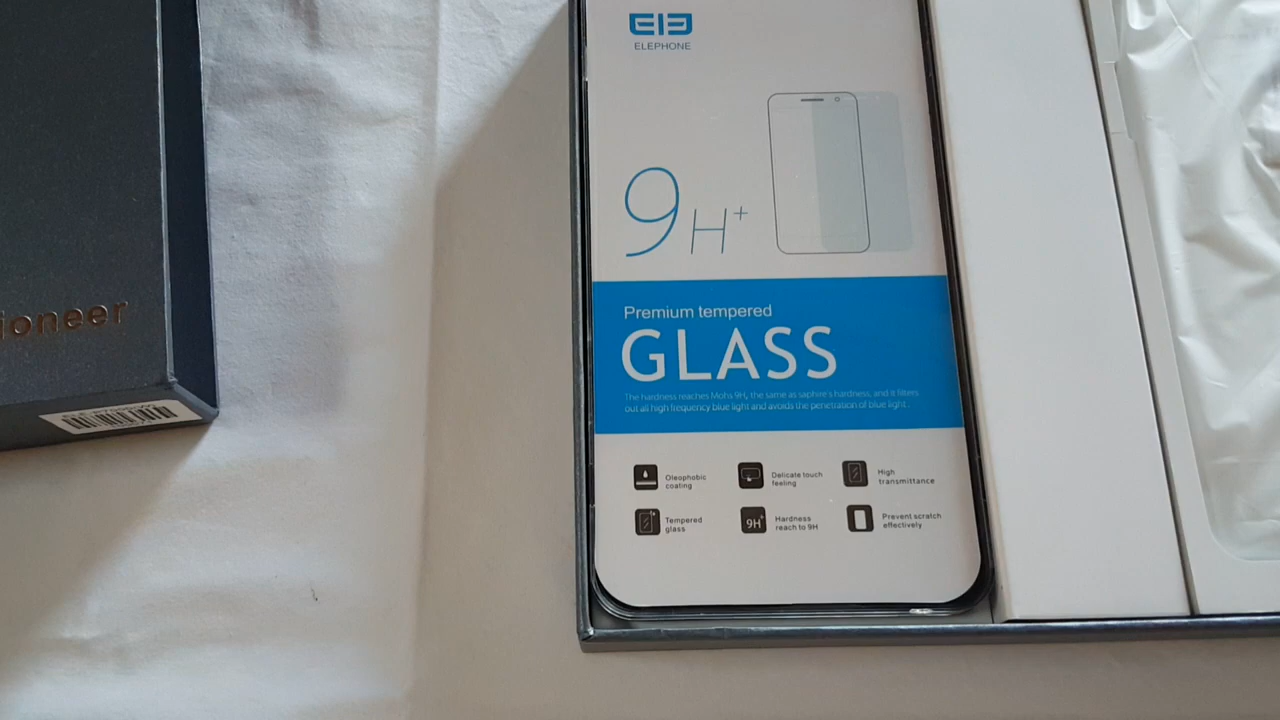 ELE
ELEPHONE
9H+
Premium tempered
GLASS
The hardness reaches Mohs 9H, the same as saphire's hardness, and it filters
out all high frequency blue light and avoids the penetration of blue light .
Oleophobic
coating
Delicate touch
feeling
High
transmittance
Tempered
glass
9H+
Hardness
reach to 9H
Prevent scratch
effectively
ioneer